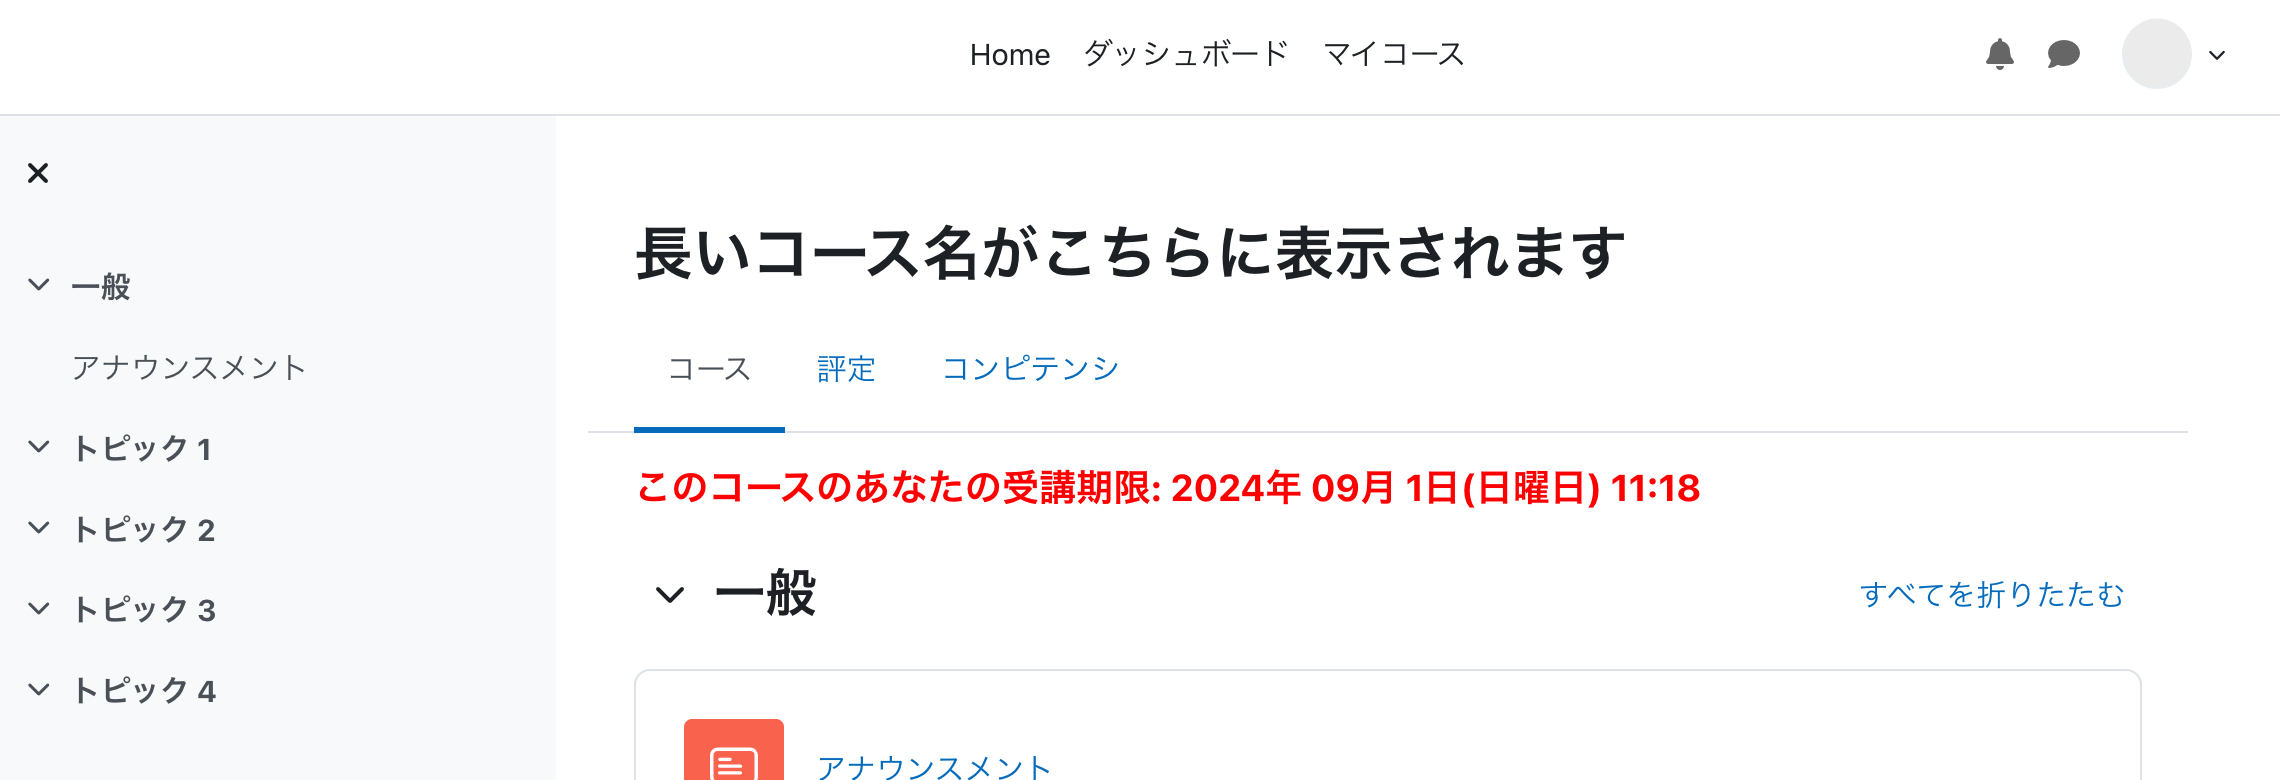 Home ダッシュボード マイコース
一般
アナウンスメント
トピック 1
トピック 2
トピック 3
トピック 4
長いコース名がこちらに表示されます
コース 評定 コンピテンシ
このコースのあなたの受講期限: 2024年 09月 1日(日曜日) 11:18
一般
すべてを折りたたむ
アナウンスメント